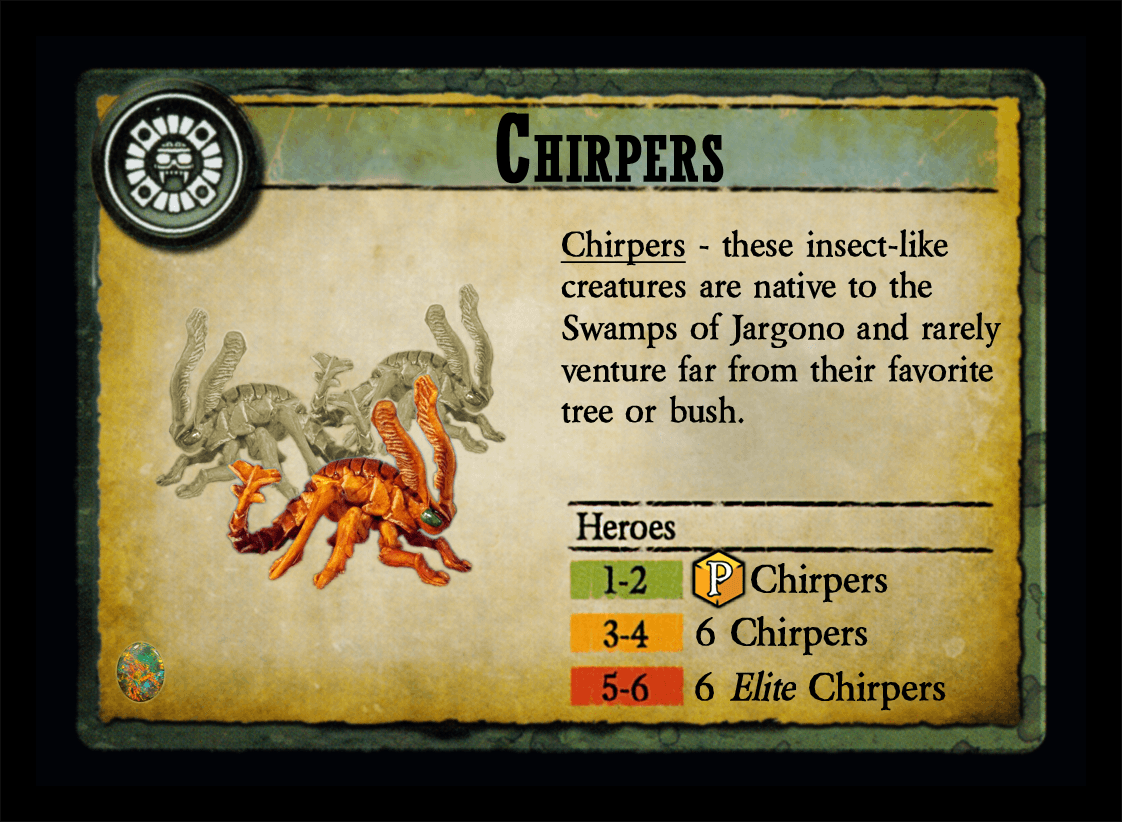 Chirpers
Chirpers - these insect-like
creatures are native to the
Swamps of Jargono and rarely
venture far from their favorite
tree or bush.
Heroes
1-2 P Chirpers
3-4 6 Chirpers
5-6 6 Elite Chirpers